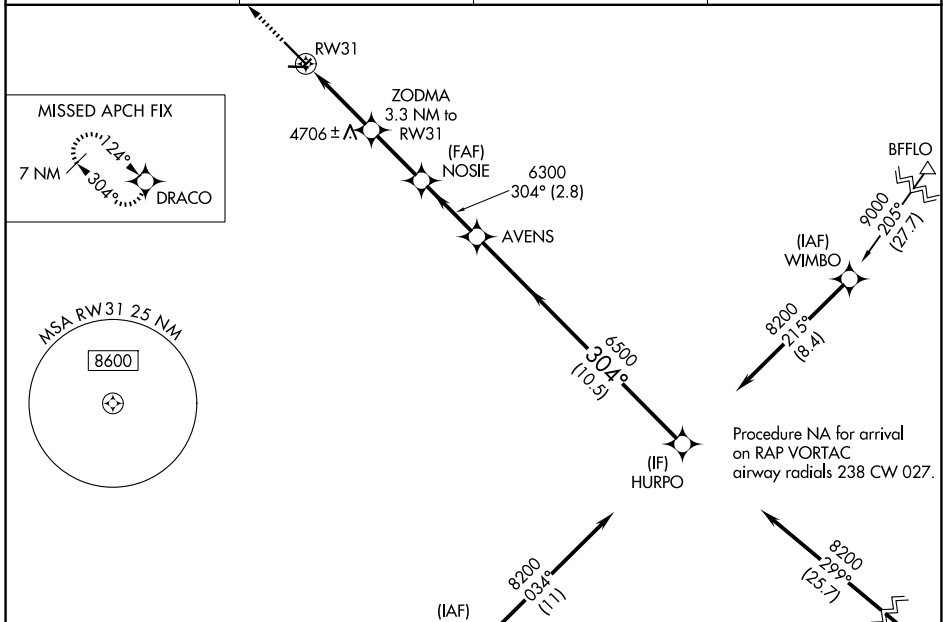 RW31
MISSED APCH FIX
124°
7 NM
304°
DRACO
ZODMA
3.3 NM to
RW31
4706 ±
(FAF)
NOSIE
6300
304° (2.8)
AVENS
BFFLO
9000
205°
(27.7)
(IAF)
WIMBO
8200
215°
(8.4)
MSA RW31 25 NM
8600
6500
304°
(10.5)
(IF)
HURPO
Procedure NA for arrival
on RAP VORTAC
airway radials 238 CW 027.
8200
034°
(11)
(IAF)
8200
299°
(25.7)